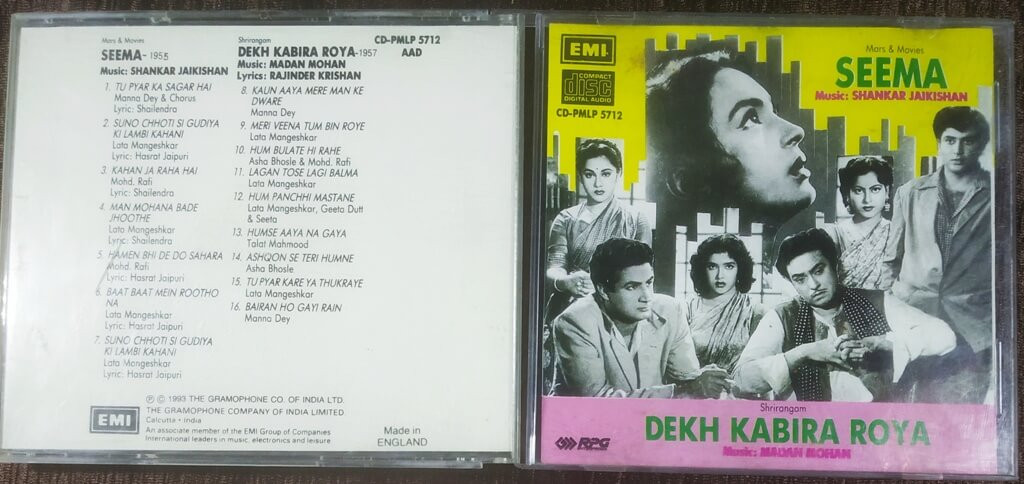 Mars & Movies
SEEMA- 1955
Music: SHANKAR JAIKISHAN
1. TU PYAR KA SAGAR HAI
Manna Dey & Chorus
Lyric: Shailendra
2. SUNO CHHOTI SI GUDIYA
KI LAMBI KAHANI
Lata Mangeshkar
Lyric: Hasrat Jaipuri
3. KAHAN JA RAHA HAI
Mohd. Rafi
Lyric: Shailendra
4. MAN MOHANA BADE
JHOOTHE
Lata Mangeshkar
Lyric: Shailendra
5. HAMEN BHI DE DO SAHARA
Mohd. Rafi
Lyric: Hasrat Jaipuri
6. BAAT BAAT MEIN ROOTHO
NA
Lata Mangeshkar
Lyric: Hasrat Jaipuri
7. SUNO CHHOTI SI GUDIYA
KI LAMBI KAHANI
Lata Mangeshkar
Lyric: Hasrat Jaipuri
Shrirangam
DEKH KABIRA ROYA-1957
Music: MADAN MOHAN
Lyrics: RAJINDER KRISHAN
CD-PMLP 5712
AAD
8. KAUN AAYA MERE MAN KE
DWARE
Manna Dey
9. MERI VEENA TUM BIN ROYE
Lata Mangeshkar
10. HUM BULATE HI RAHE
Asha Bhosle & Mohd. Rafi
11. LAGAN TOSE LAGI BALMA
Lata Mangeshkar
12. HUM PANCHHI MASTANE
Lata Mangeshkar, Geeta Dutt
& Seeta
13. HUMSE AAYA NA GAYA
Talat Mahmood
14. ASHQON SE TERI HUMNE
Asha Bhosle
15. TU PYAR KARE YA THUKRAYE
Lata Mangeshkar
16. BAIRAN HO GAYI RAIN
Manna Dey
℗ © 1993 THE GRAMOPHONE CO. OF INDIA LTD.
EMI
THE GRAMOPHONE COMPANY OF INDIA LIMITED
Calcutta • India
An associate member of the EMI Group of Companies
International leaders in music, electronics and leisure
Made in
ENGLAND
EMI
COMPACT
disc
DIGITAL AUDIO
CD-PMLP 5712
Mars & Movies
SEEMA
Music: SHANKAR JAIKISHAN
Shrirangam
DEKH KABIRA ROYA
Music: MADAN MOHAN
RPG